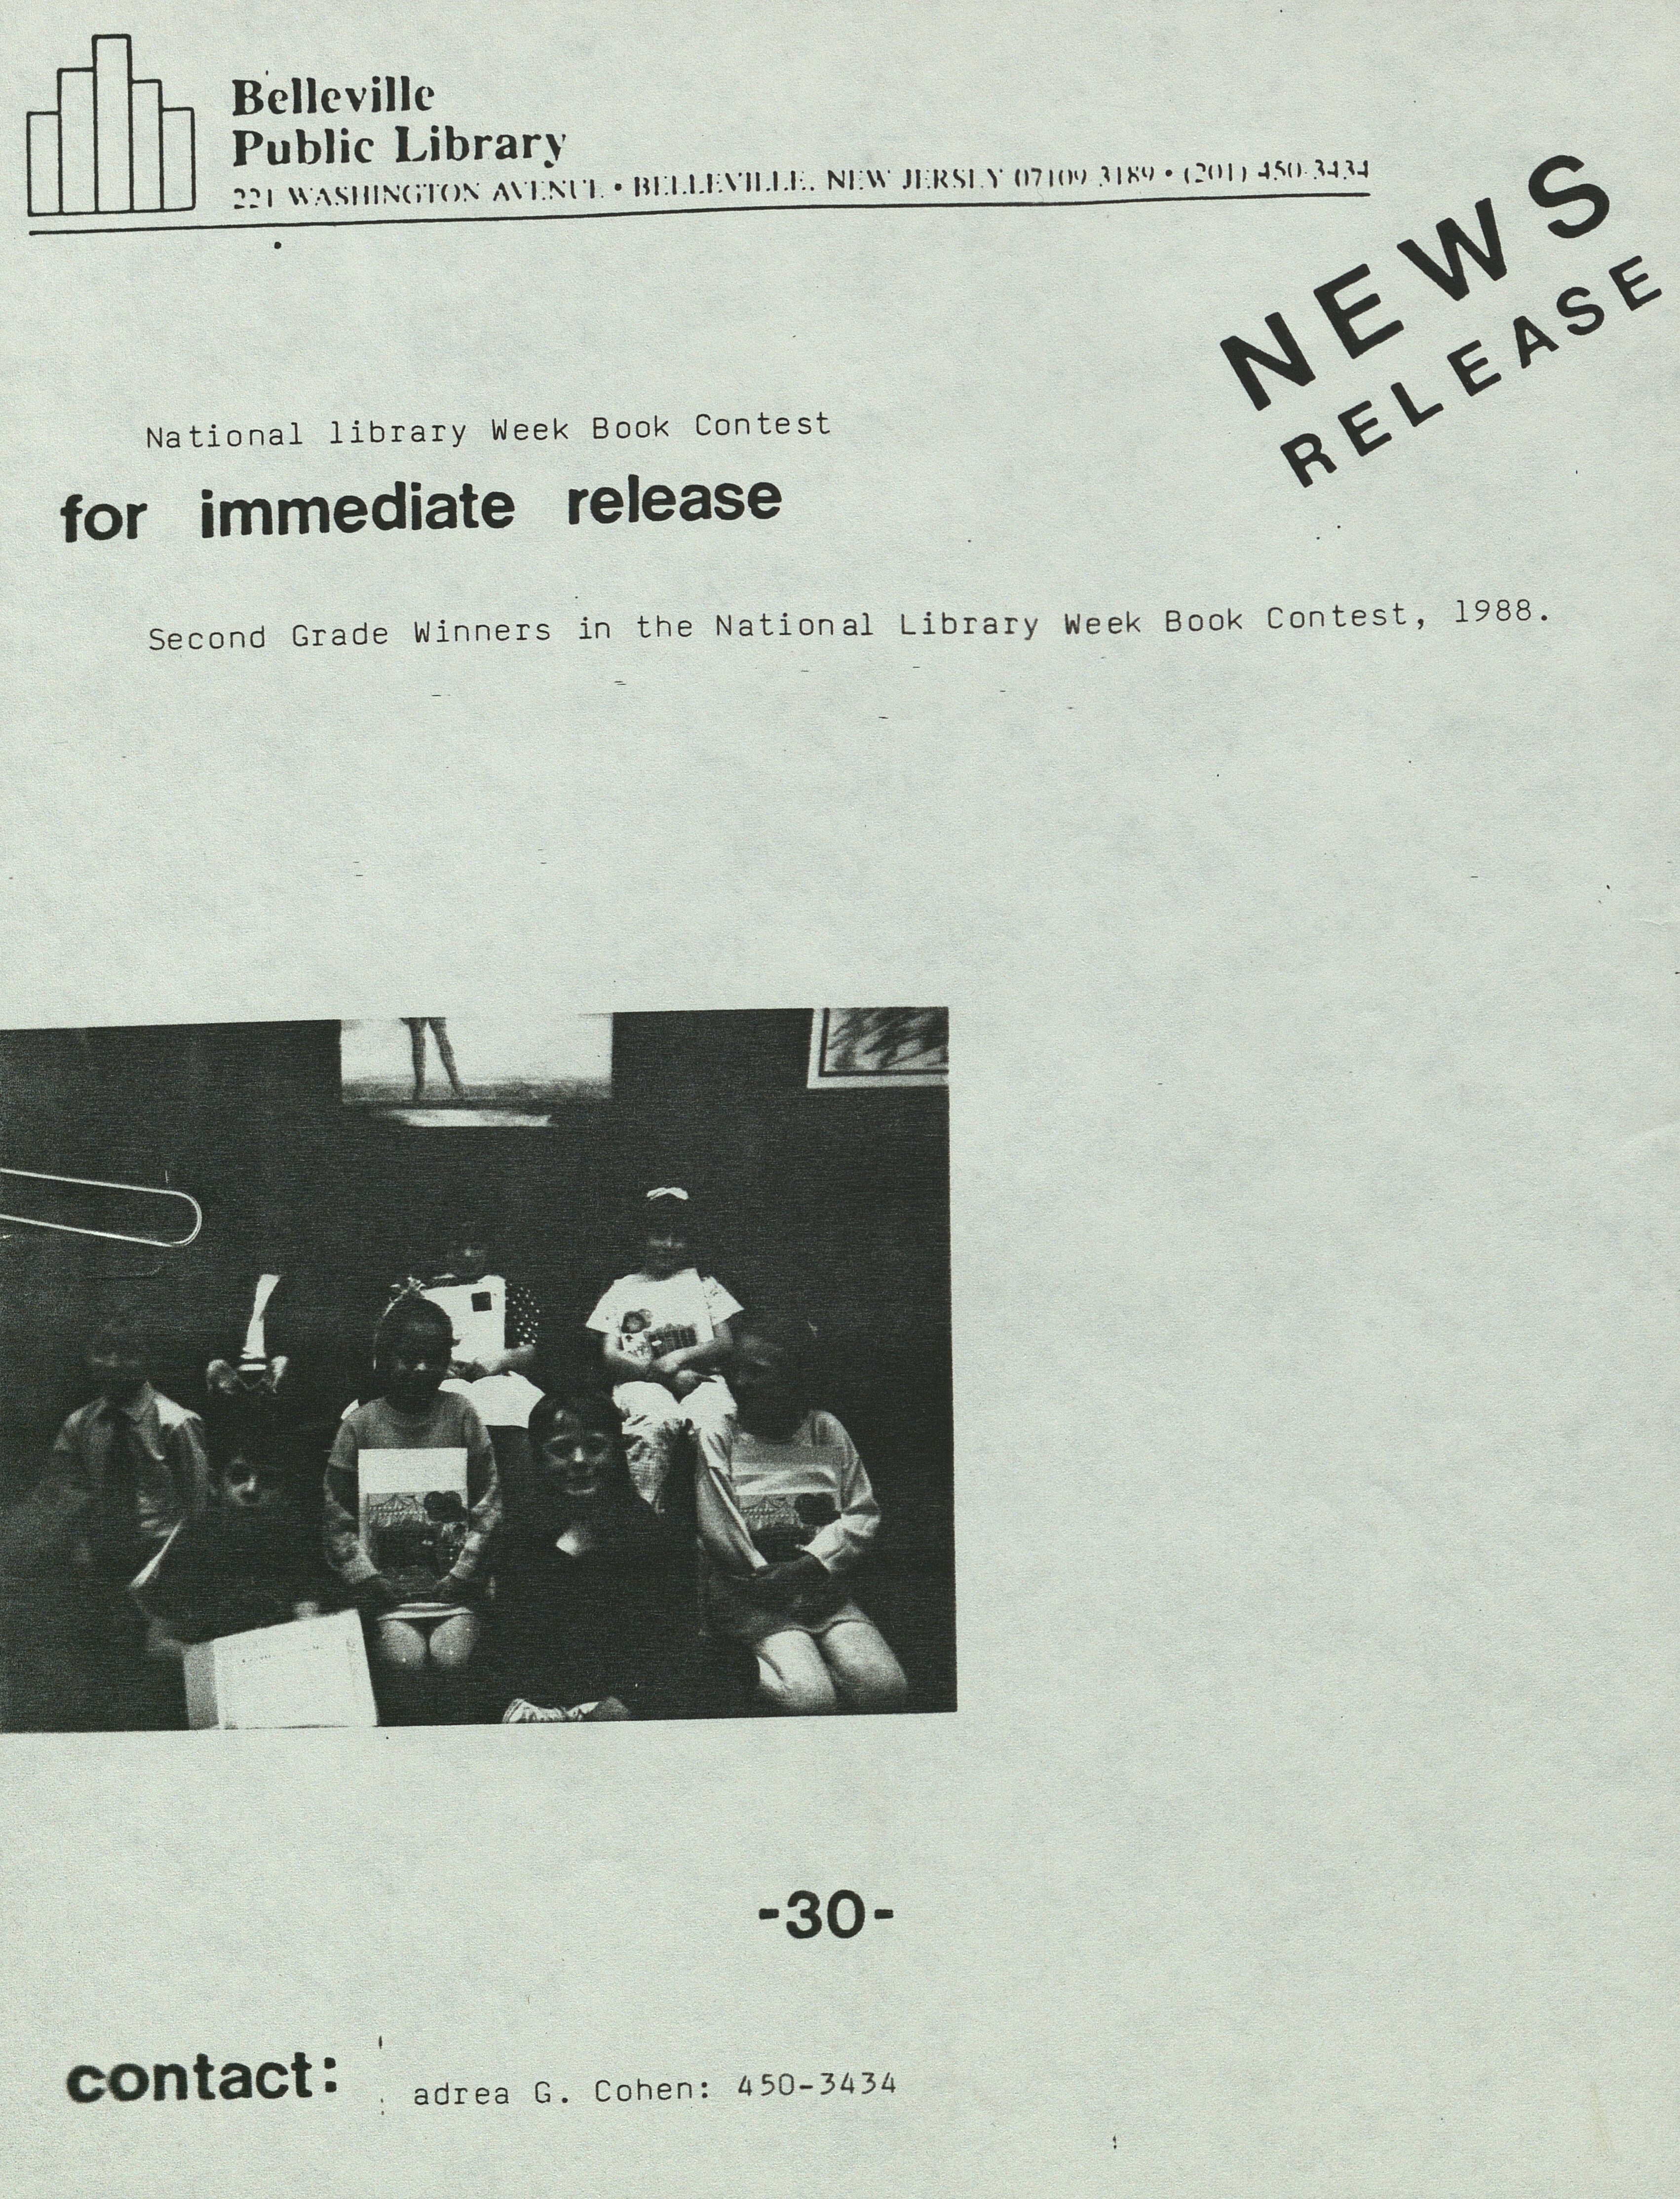 Belleville
Public Library
221 WASHINGTON AVENUE • BELLEVILLE, NEW JERSEY 07109-3189 • (201) 450-3434
NEWS
RELEASE
National library Week Book Contest
for immediate release
Second Grade Winners in the National Library Week Book Contest, 1988.
-30-
contact: adrea G. Cohen: 450-3434